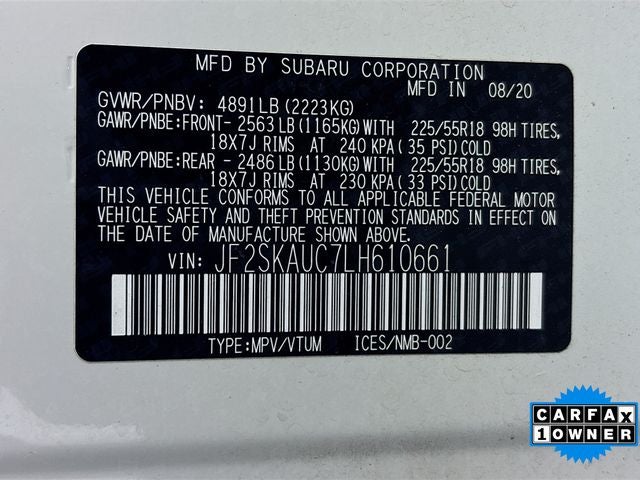 MFD BY SUBARU CORPORATION
MFD IN 08/20
GVWR/PNBV: 4891LB(2223KG)
GAWR/PNBE:FRONT- 2563LB(1165KG)WITH 225/55R18 98H TIRES,
18X7J RIMS AT 240 KPA(35 PSI)COLD
GAWR/PNBE:REAR - 2486LB(1130KG)WITH 225/55R18 98H TIRES,
18X7J RIMS AT 230 KPA(33 PSI)COLD
THIS VEHICLE CONFORMS TO ALL APPLICABLE FEDERAL MOTOR
VEHICLE SAFETY AND THEFT PREVENTION STANDARDS IN EFFECT ON
THE DATE OF MANUFACTURE SHOWN ABOVE.
VIN: JF2SKAUC7LH610661
TYPE:MPV/VTUM ICES/NMB-002
CARFAX
1 OWNER